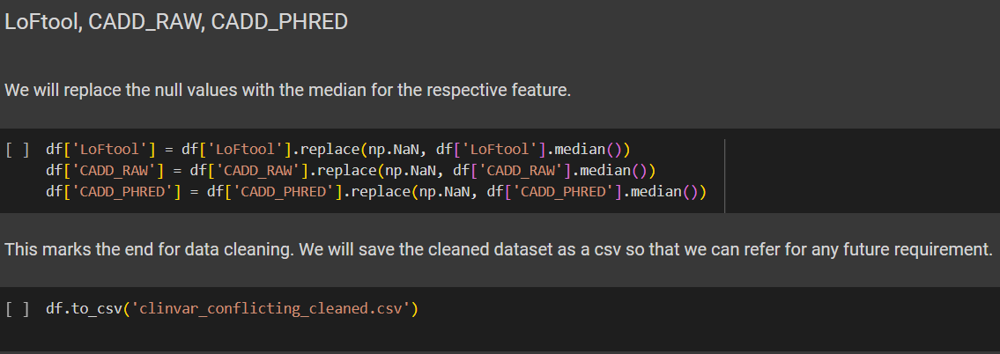 LoFtool, CADD_RAW, CADD_PHRED
We will replace the null values with the median for the respective feature.
[ ] df['LoFtool'] = df['LoFtool'].replace(np.NaN, df['LoFtool'].median())
df['CADD_RAW'] = df['CADD_RAW'].replace(np.NaN, df['CADD_RAW'].median())
df['CADD_PHRED'] = df['CADD_PHRED'].replace(np.NaN, df['CADD_PHRED'].median())
This marks the end for data cleaning. We will save the cleaned dataset as a csv so that we can refer for any future requirement.
[ ] df.to_csv('clinvar_conflicting_cleaned.csv')